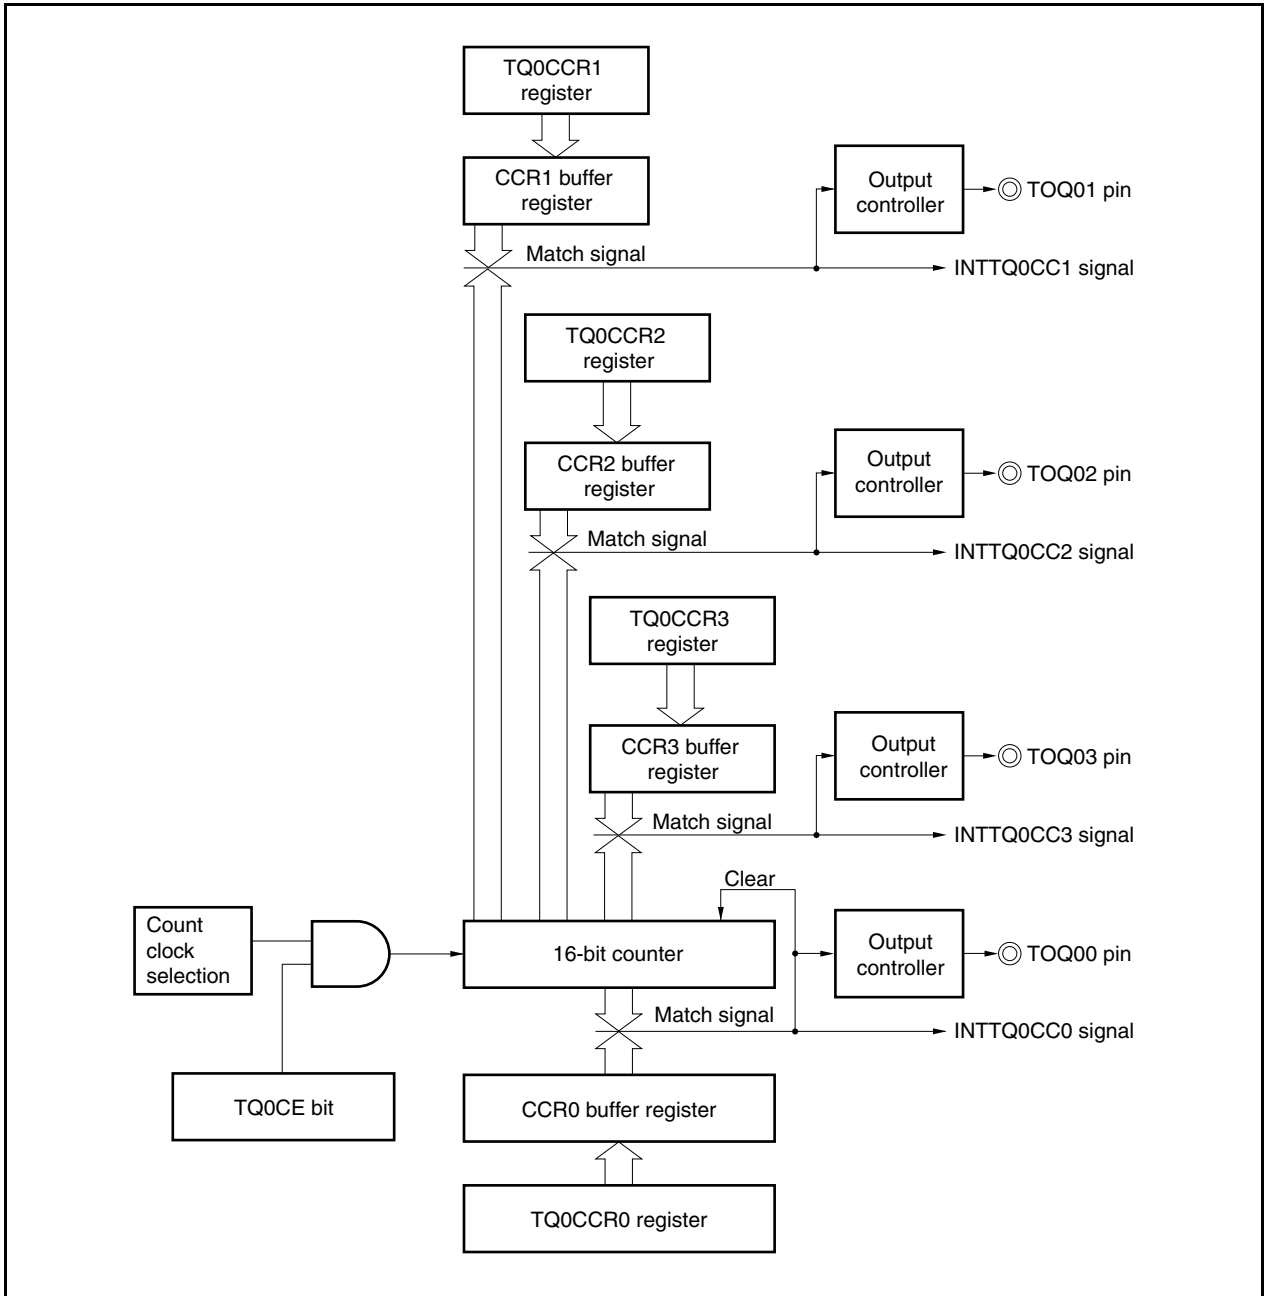 TQ0CCR1
register
CCR1 buffer
register
Output
controller
TOQ01 pin
Match signal
INTTQ0CC1 signal
TQ0CCR2
register
CCR2 buffer
register
Output
controller
TOQ02 pin
Match signal
INTTQ0CC2 signal
TQ0CCR3
register
CCR3 buffer
register
Output
controller
TOQ03 pin
Match signal
INTTQ0CC3 signal
Clear
Count
clock
selection
16-bit counter
Output
controller
TOQ00 pin
Match signal
INTTQ0CC0 signal
TQ0CE bit
CCR0 buffer register
TQ0CCR0 register